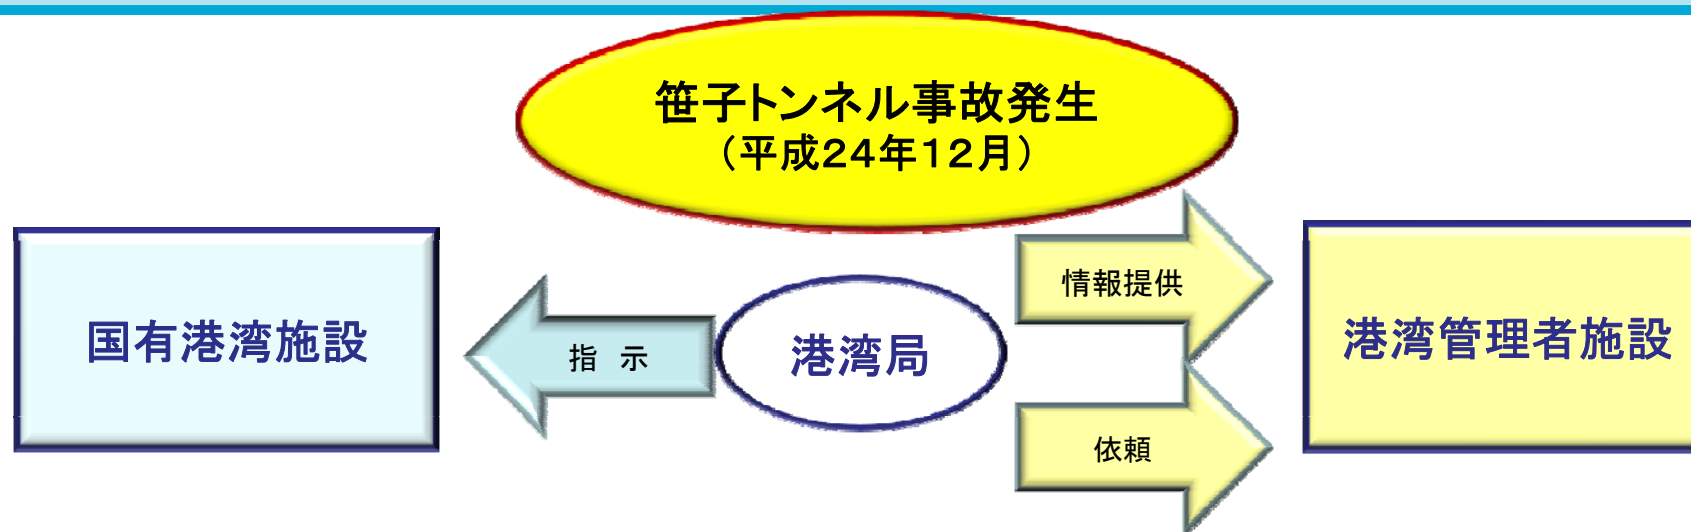 笹子トンネル事故発生
（平成２４年１２月）
国有港湾施設
指　示
港湾局
情報提供
依頼
港湾管理者施設